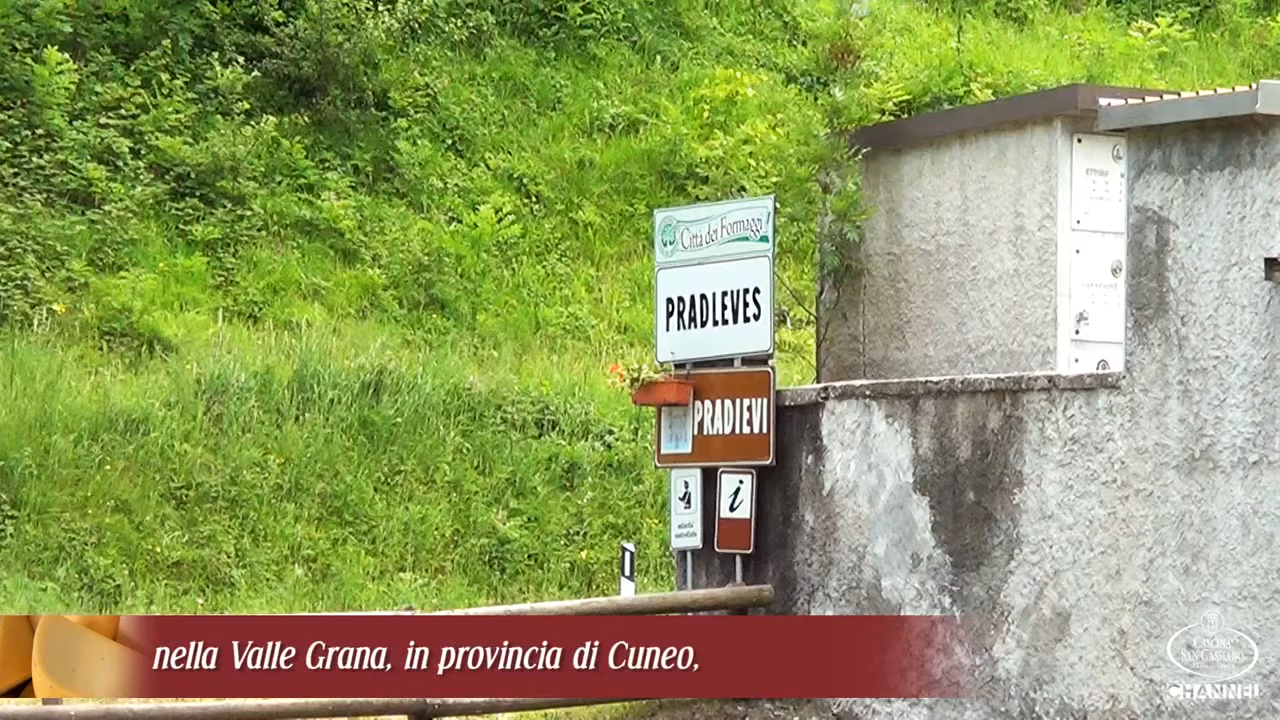 Città dei Formaggi
PRADLEVES
PRADIEVI
i
nella Valle Grana, in provincia di Cuneo,
CASCINA
SAN CASSIANO
CHANNEL